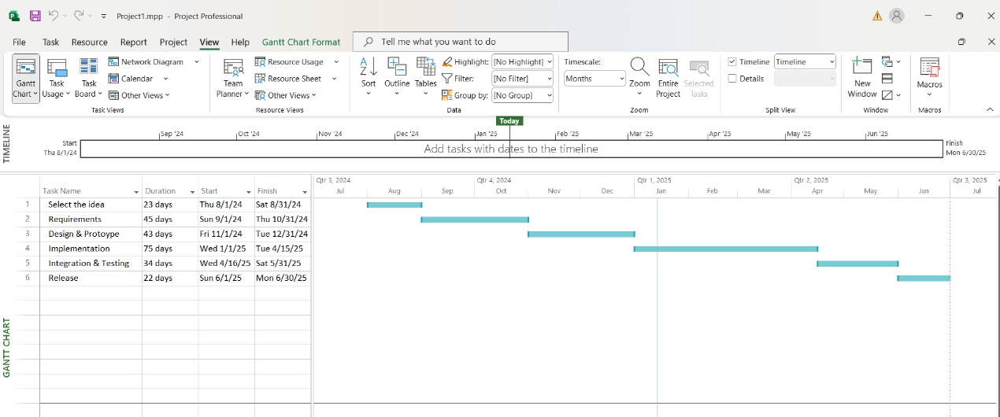 Project1.mpp - Project Professional
File Task Resource Report Project View Help Gantt Chart Format Tell me what you want to do
Gantt Chart
Task Usage
Task Board
Network Diagram
Calendar
Other Views
Task Views
Team Planner
Resource Usage
Resource Sheet
Other Views
Resource Views
Sort
Outline
Tables
Highlight: [No Highlight]
Filter: [No Filter]
Group by: [No Group]
Data
Timescale:
Months
Zoom
Entire Project
Selected Tasks
Zoom
Timeline Timeline
Details
Split View
New Window
Window
Macros
Macros
TIMELINE
Today
Sep '24 Oct '24 Nov '24 Dec '24 Jan '25 Feb '25 Mar '25 Apr '25 May '25 Jun '25
Start
Thu 8/1/24
Add tasks with dates to the timeline
Finish
Mon 6/30/25
GANTT CHART
Qtr 3, 2024 Qtr 4, 2024 Qtr 1, 2025 Qtr 2, 2025 Qtr 3, 2025
Task Name Duration Start Finish Jul Aug Sep Oct Nov Dec Jan Feb Mar Apr May Jun Jul
1 Select the idea 23 days Thu 8/1/24 Sat 8/31/24
2 Requirements 45 days Sun 9/1/24 Thu 10/31/24
3 Design & Protoype 43 days Fri 11/1/24 Tue 12/31/24
4 Implementation 75 days Wed 1/1/25 Tue 4/15/25
5 Integration & Testing 34 days Wed 4/16/25 Sat 5/31/25
6 Release 22 days Sun 6/1/25 Mon 6/30/25